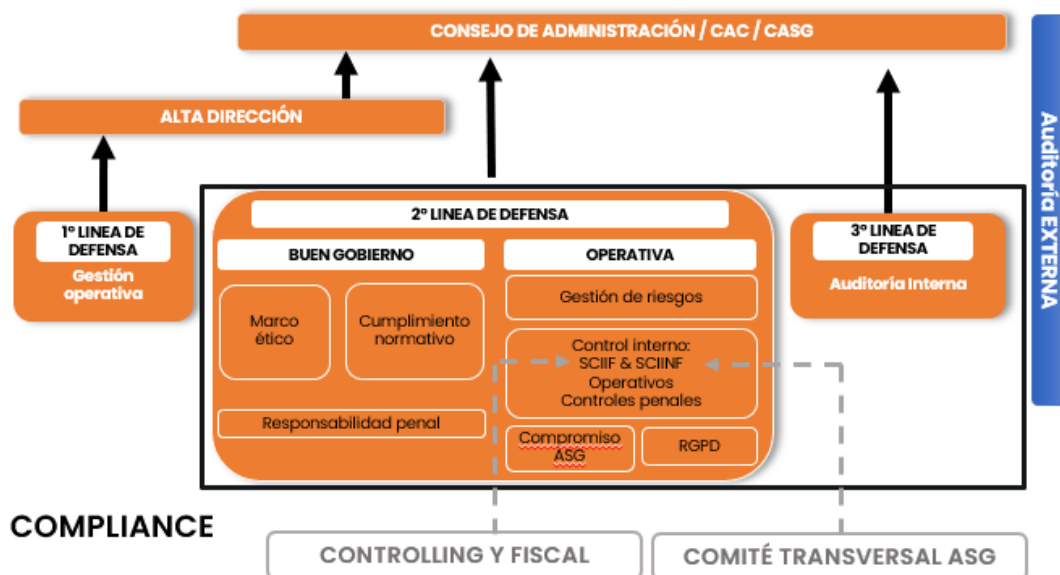 CONSEJO DE ADMINISTRACIÓN / CAC / CASG
ALTA DIRECCIÓN
Auditoría EXTERNA
1º LINEA DE
DEFENSA
Gestión
operativa
2º LINEA DE DEFENSA
BUEN GOBIERNO
Marco
ético
Cumplimiento
normativo
Responsabilidad penal
OPERATIVA
Gestión de riesgos
Control interno:
SCIIF & SCIINF
Operativos
Controles penales
Compromiso
ASG
RGPD
3º LINEA DE
DEFENSA
Auditoría Interna
COMPLIANCE
CONTROLLING Y FISCAL
COMITÉ TRANSVERSAL ASG